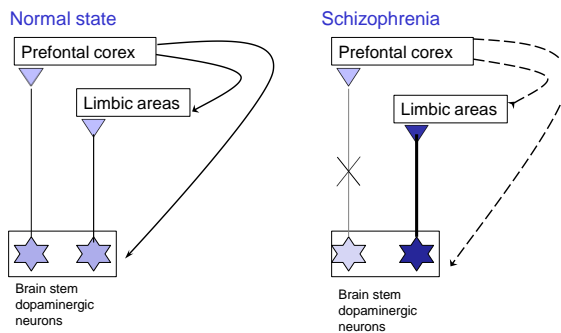 Normal state
Prefontal corex
Limbic areas
Brain stem
dopaminergic
neurons
Schizophrenia
Prefontal corex
Limbic areas
Brain stem
dopaminergic
neurons